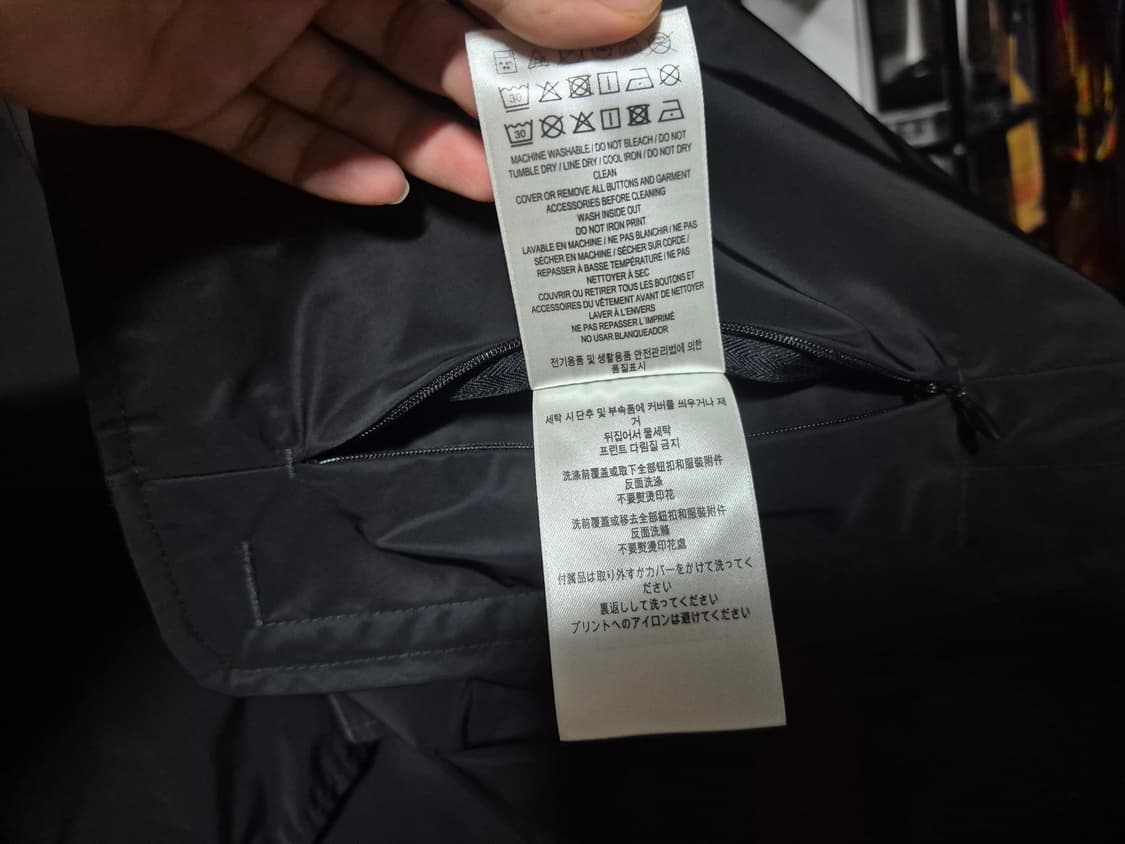 30
30
MACHINE WASHABLE / DO NOT BLEACH / DO NOT
TUMBLE DRY / LINE DRY / COOL IRON / DO NOT DRY
CLEAN
COVER OR REMOVE ALL BUTTONS AND GARMENT
ACCESSORIES BEFORE CLEANING
WASH INSIDE OUT
DO NOT IRON PRINT
LAVABLE EN MACHINE / NE PAS BLANCHIR / NE PAS
SÉCHER EN MACHINE / SÉCHER SUR CORDE /
REPASSER À BASSE TEMPÉRATURE / NE PAS
NETTOYER À SEC
COUVRIR OU RETIRER TOUS LES BOUTONS ET
ACCESSOIRES DU VÊTEMENT AVANT DE NETTOYER
LAVER À L'ENVERS
NE PAS REPASSER L'IMPRIMÉ
NO USAR BLANQUEADOR
전기용품 및 생활용품 안전관리법에 의한
품질표시
세탁 시 단추 및 부속품에 커버를 씌우거나 제
거
뒤집어서 물세탁
프린트 다림질 금지
洗涤前覆盖或取下全部鈕扣和服裝附件
反面洗涤
不要熨燙印花
洗前覆蓋或移去全部鈕扣和服裝附件
反面洗滌
不要熨燙印花處
付属品は取り外すかカバーをかけて洗ってく
ださい
裏返しして洗ってください
プリントへのアイロンは避けてください